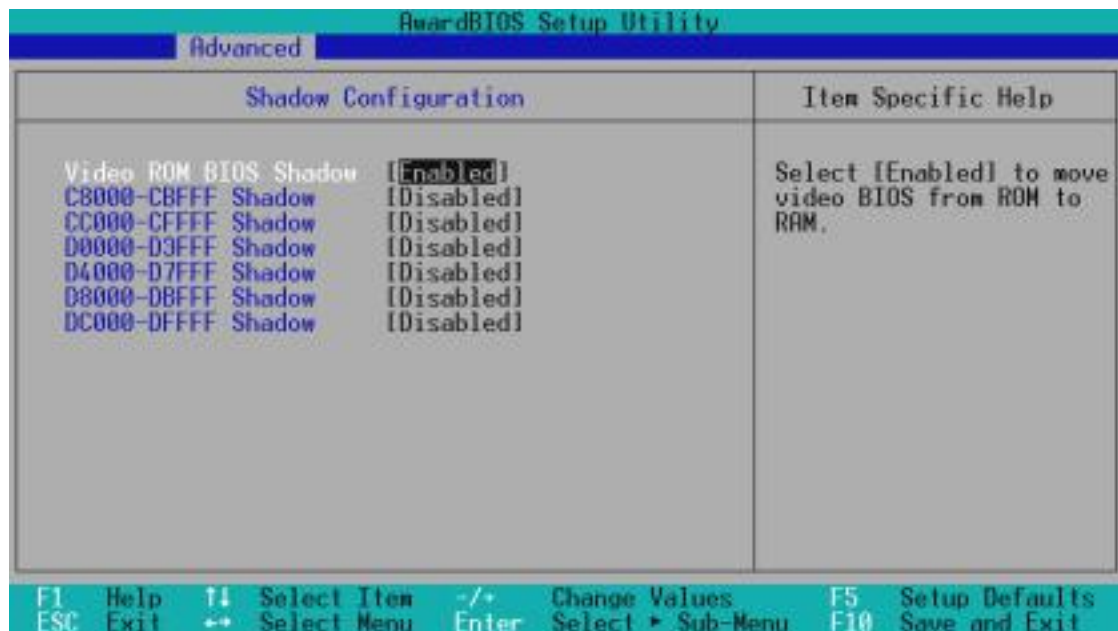 AwardBIOS Setup Utility
Advanced
Shadow Configuration
Item Specific Help
Video ROM BIOS Shadow [Enabled]
C8000-CBFFF Shadow [Disabled]
CC000-CFFFF Shadow [Disabled]
D0000-D3FFF Shadow [Disabled]
D4000-D7FFF Shadow [Disabled]
D8000-DBFFF Shadow [Disabled]
DC000-DFFFF Shadow [Disabled]
Select [Enabled] to move
video BIOS from ROM to
RAM.
F1 Help ↑↓ Select Item -/+ Change Values F5 Setup Defaults
ESC Exit ←→ Select Menu Enter Select ► Sub-Menu F10 Save and Exit